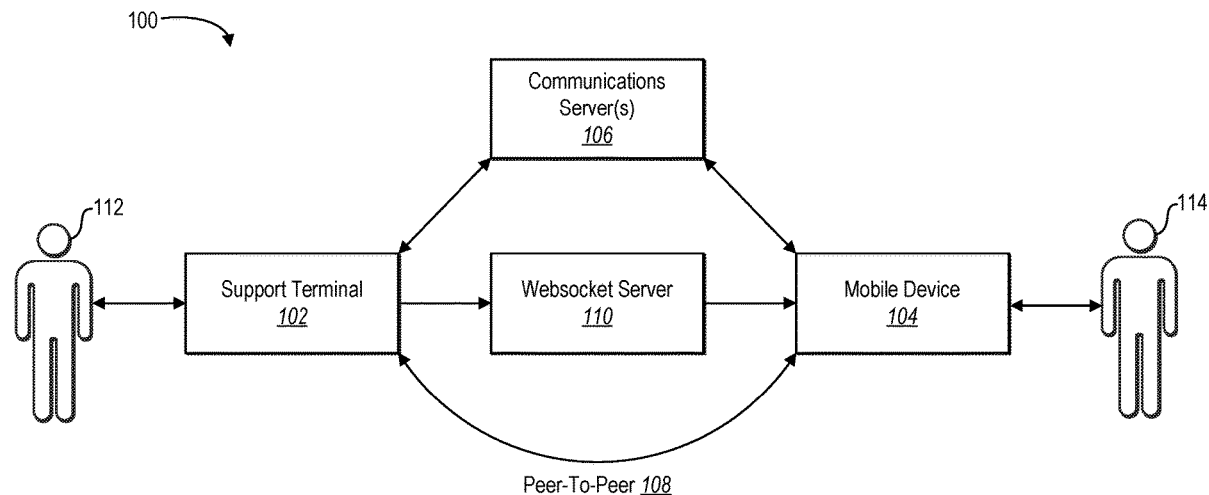 100
Communications
Server(s)
106
112
114
Support Terminal
102
Websocket Server
110
Mobile Device
104
Peer-To-Peer 108